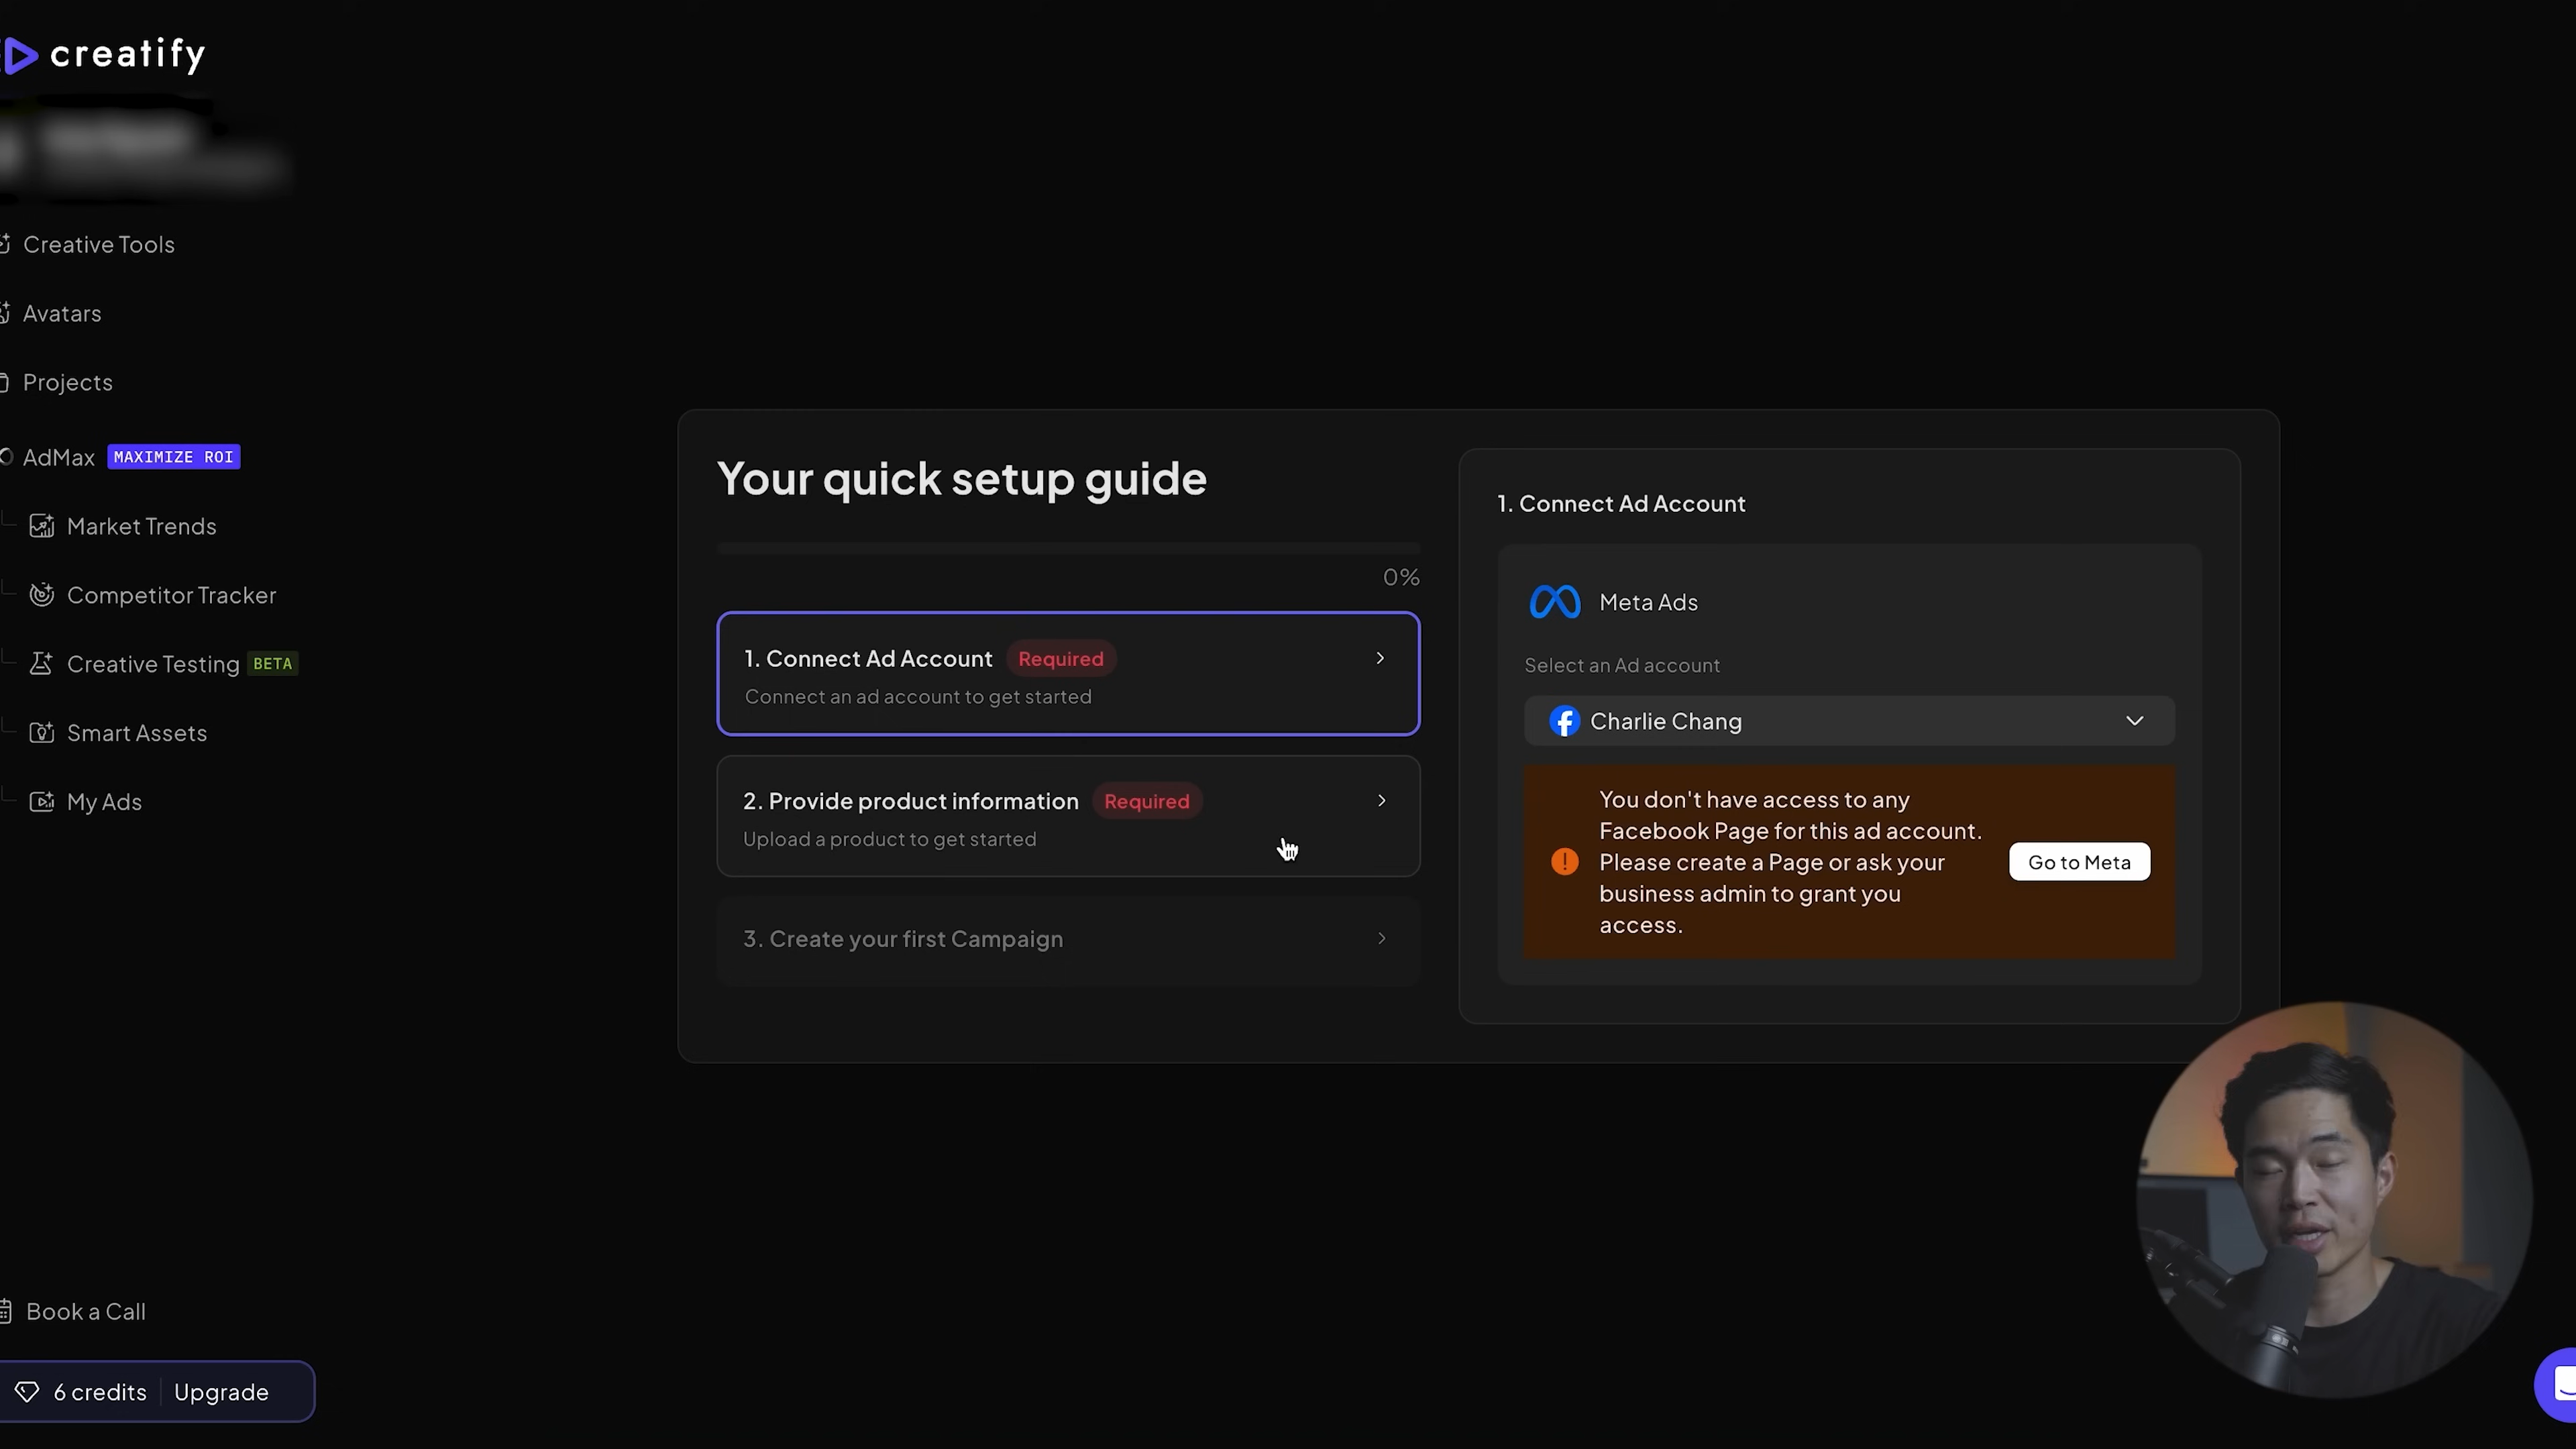 creatify
Creative Tools
Avatars
Projects
AdMax MAXIMIZE ROI
Market Trends
Competitor Tracker
Creative Testing BETA
Smart Assets
My Ads
Book a Call
6 credits Upgrade
Your quick setup guide
0%
1. Connect Ad Account Required
Connect an ad account to get started
2. Provide product information Required
Upload a product to get started
3. Create your first Campaign
1. Connect Ad Account
Meta Ads
Select an Ad account
Charlie Chang
You don't have access to any
Facebook Page for this ad account.
Please create a Page or ask your
business admin to grant you
access.
Go to Meta